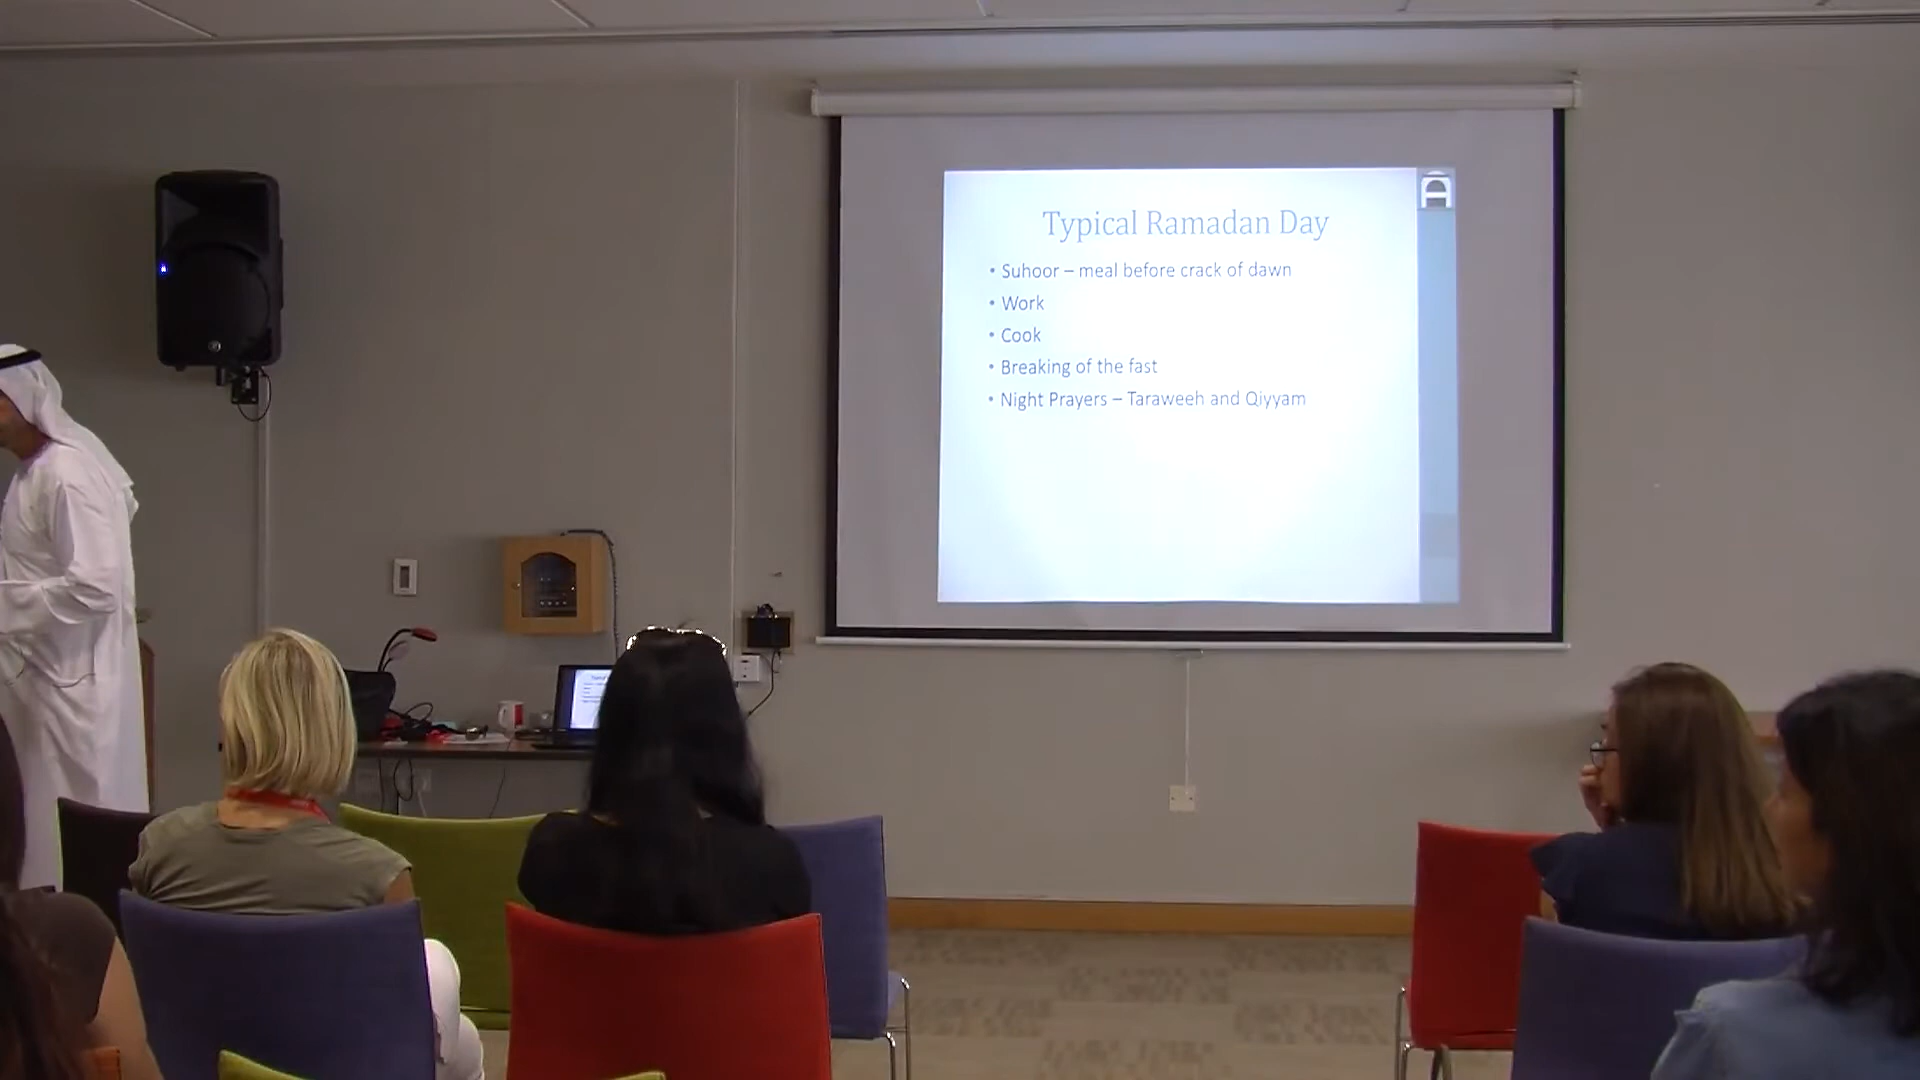 Typical Ramadan Day
• Suhoor – meal before crack of dawn
• Work
• Cook
• Breaking of the fast
• Night Prayers – Taraweeh and Qiyyam